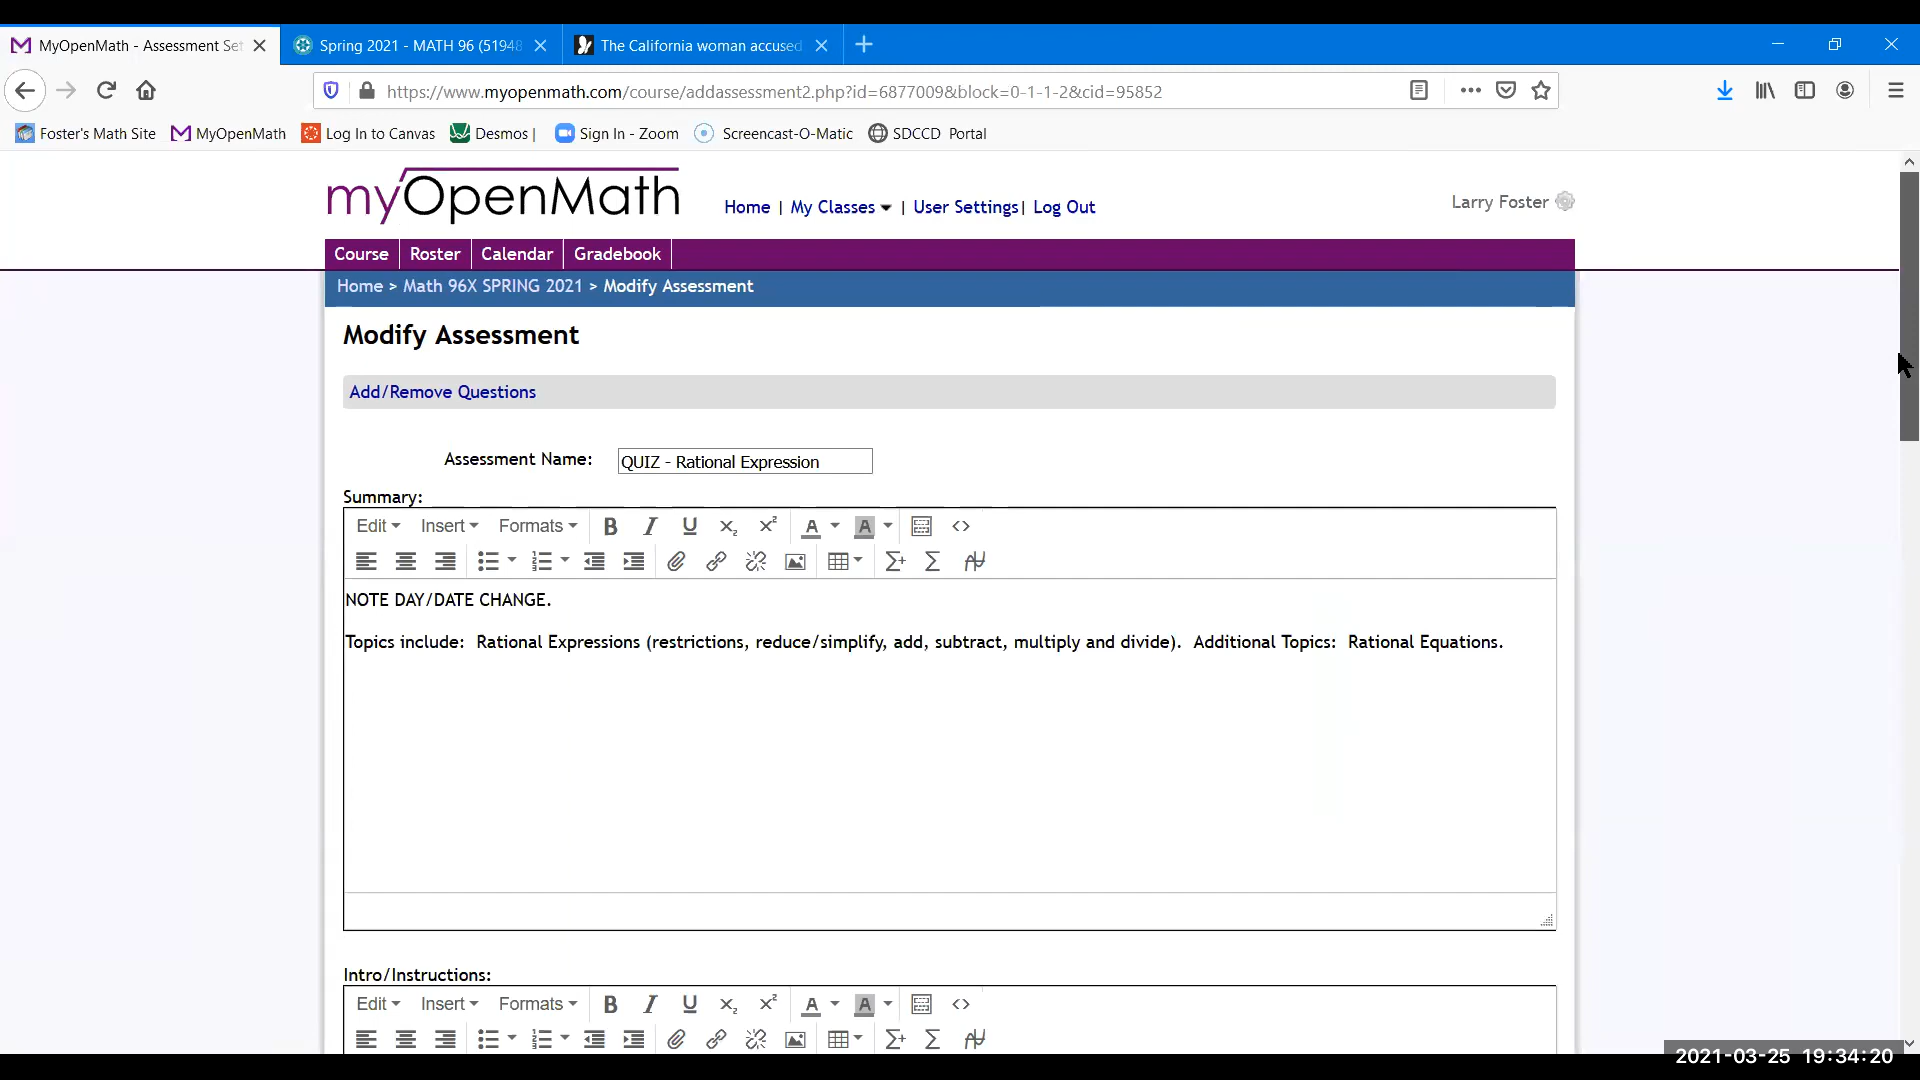 MyOpenMath - Assessment Set
Spring 2021 - MATH 96 (51948
The California woman accused
https://www.myopenmath.com/course/addassessment2.php?id=6877009&block=0-1-1-2&cid=95852
Foster's Math Site MyOpenMath Log In to Canvas Desmos | Sign In - Zoom Screencast-O-Matic SDCCD Portal
myOpenMath
Home | My Classes | User Settings | Log Out
Larry Foster
Course Roster Calendar Gradebook
Home > Math 96X SPRING 2021 > Modify Assessment
Modify Assessment
Add/Remove Questions
Assessment Name: QUIZ - Rational Expression
Summary:
Edit Insert Formats B I U x₂ x² A A <>
NOTE DAY/DATE CHANGE.
Topics include: Rational Expressions (restrictions, reduce/simplify, add, subtract, multiply and divide). Additional Topics: Rational Equations.
Intro/Instructions:
Edit Insert Formats B I U x₂ x² A A <>
2021-03-25 19:34:20